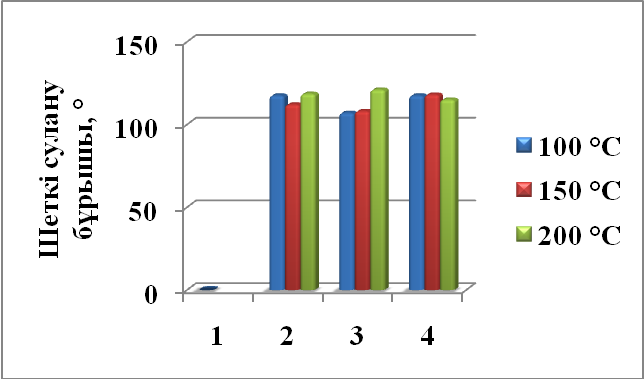 Шеткі сулану
бұрышы, °
150
100
50
0
1 2 3 4
100 °C
150 °C
200 °C